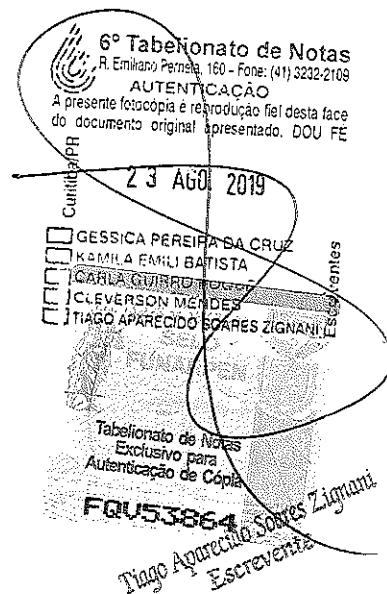 6º Tabelionato de Notas
R. Emiliano Perneta, 160 - Fone: (41) 3232-2109
AUTENTICAÇÃO
A presente fotocópia é reprodução fiel desta face
do documento original apresentado. DOU FÉ
Curitiba/PR
23 AGO 2019
GESSICA PEREIRA DA CRUZ
KAMILA EMILI BATISTA
CARLA GUIRRO
CLEVERSON MENDES
TIAGO APARECIDO SOARES ZIGNANI
Escreventes
FUNARPEN
Tabelionato de Notas
Exclusivo para
Autenticação de Cópia
FQV53864
Tiago Aparecido Soares Zignani
Escrevente